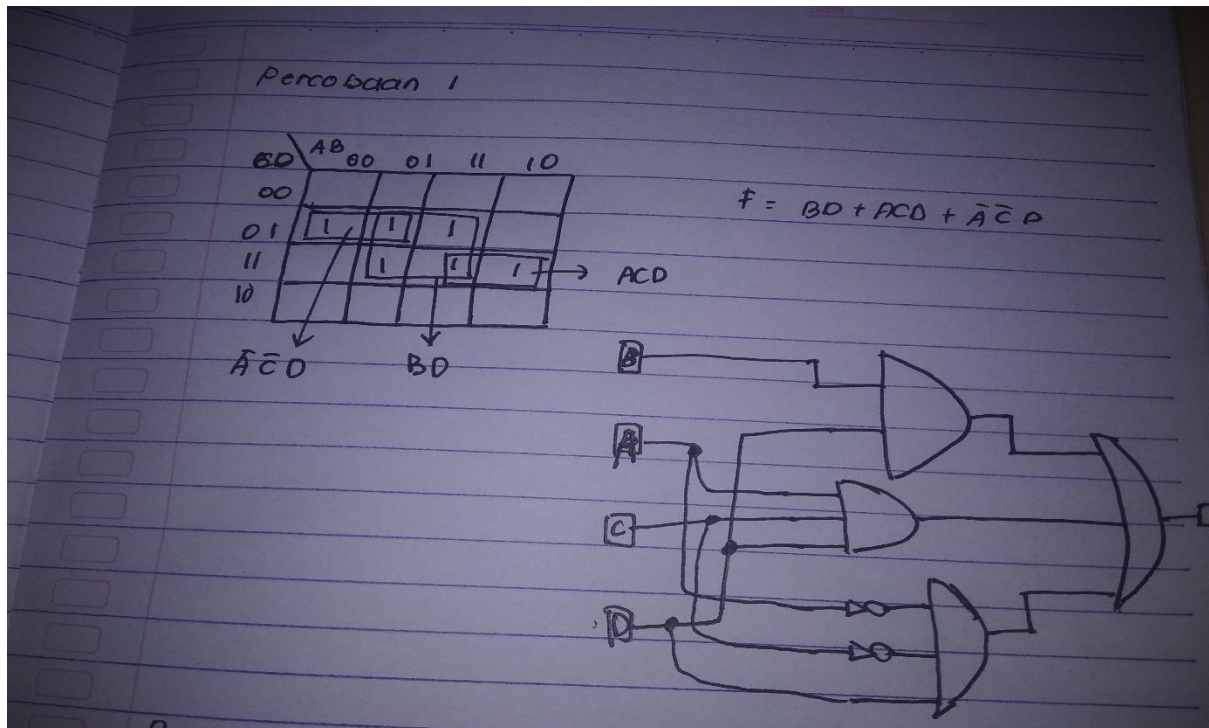 Percobaan 1
AB 00 01 11 10
00
01 1 1 1
11 1 1 1
10
ACD
ĀC̄D BD
F = BD + ACD + ĀC̄D
B
A
C
D